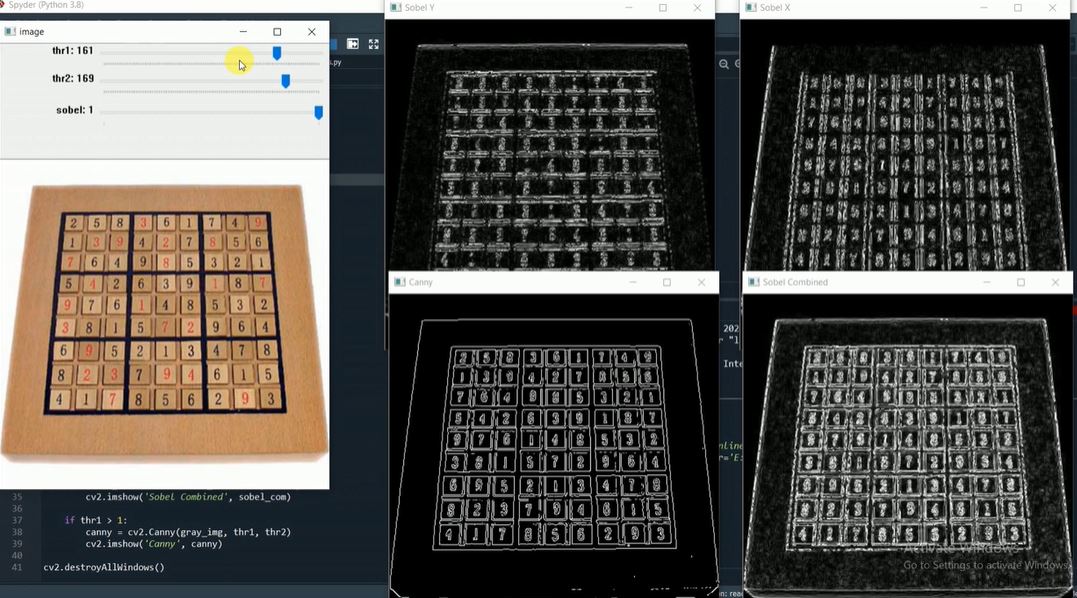 Spyder (Python 3.8)
image
thr1: 161
thr2: 169
sobel: 1
Sobel Y
Sobel X
Canny
Sobel Combined
s.py
2 5 8 3 6 1 7 4 9
1 3 9 4 2 7 8 5 6
7 6 4 9 8 5 3 2 1
5 4 2 6 3 9 1 8 7
9 7 6 1 4 8 5 3 2
3 8 1 5 7 2 9 6 4
6 9 5 2 1 3 4 7 8
8 2 3 7 9 4 6 1 5
4 1 7 8 5 6 2 9 3
35 cv2.imshow('Sobel Combined', sobel_com)
36
37 if thr1 > 1:
38 canny = cv2.Canny(gray_img, thr1, thr2)
39 cv2.imshow('Canny', canny)
40
41 cv2.destroyAllWindows()
Activate Windows
Go to Settings to activate Windows.